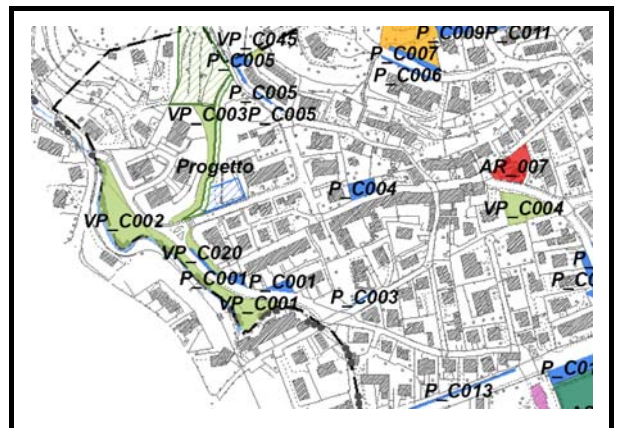 VP_C045
P_C009P_C011
P_C005
P_C007
P_C006
P_C005
VP_C003P_C005
Progetto
AR_007
P_C004
VP_C004
VP_C002
VP_C020
P_C001
P_C001
P_C003
VP_C001
P_C013